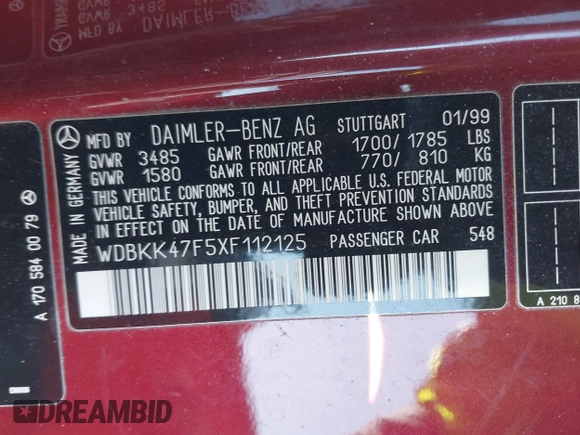 MFD BY DAIMLER-BENZ AG STUTTGART 01/99
GVWR 3485 GAWR FRONT/REAR 1700/ 1785 LBS
GVWR 1580 GAWR FRONT/REAR 770/ 810 KG
THIS VEHICLE CONFORMS TO ALL APPLICABLE U.S. FEDERAL MOTOR
VEHICLE SAFETY, BUMPER, AND THEFT PREVENTION STANDARDS
IN EFFECT ON THE DATE OF MANUFACTURE SHOWN ABOVE.
WDBKK47F5XF112125 PASSENGER CAR 548
MADE IN GERMANY
A 170 584 00 79
A 210 8
DREAMBID